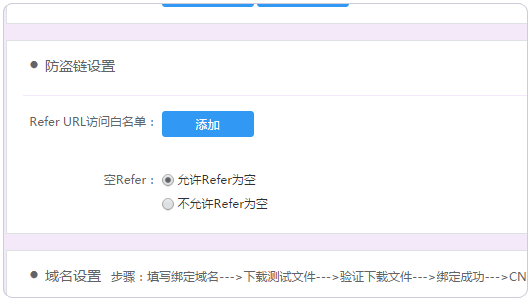 防盗链设置
Refer URL访问白名单： 添加
空Refer： 允许Refer为空
不允许Refer为空
域名设置 步骤：填写绑定域名--->下载测试文件--->验证下载文件--->绑定成功--->CN